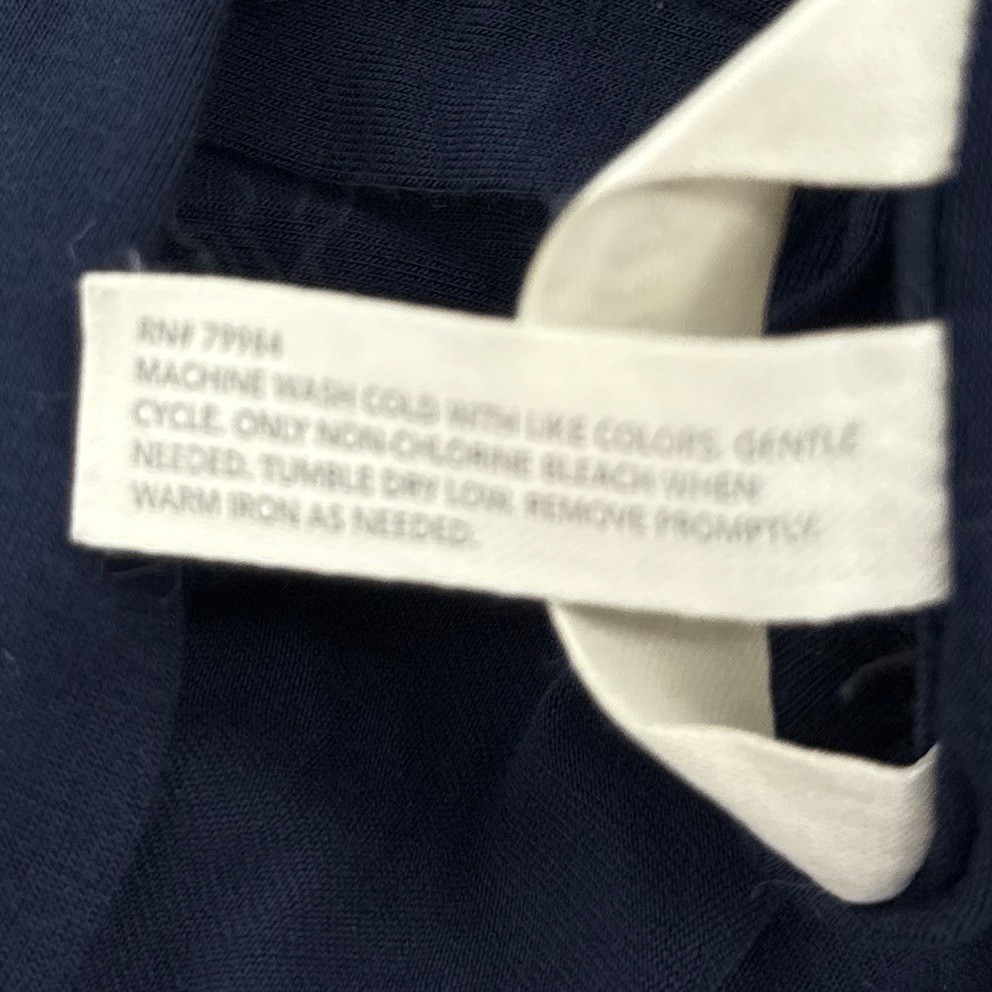 RN# 79984
MACHINE WASH COLD WITH LIKE COLORS. GENTLE
CYCLE. ONLY NON-CHLORINE BLEACH WHEN
NEEDED. TUMBLE DRY LOW. REMOVE PROMPTLY.
WARM IRON AS NEEDED.